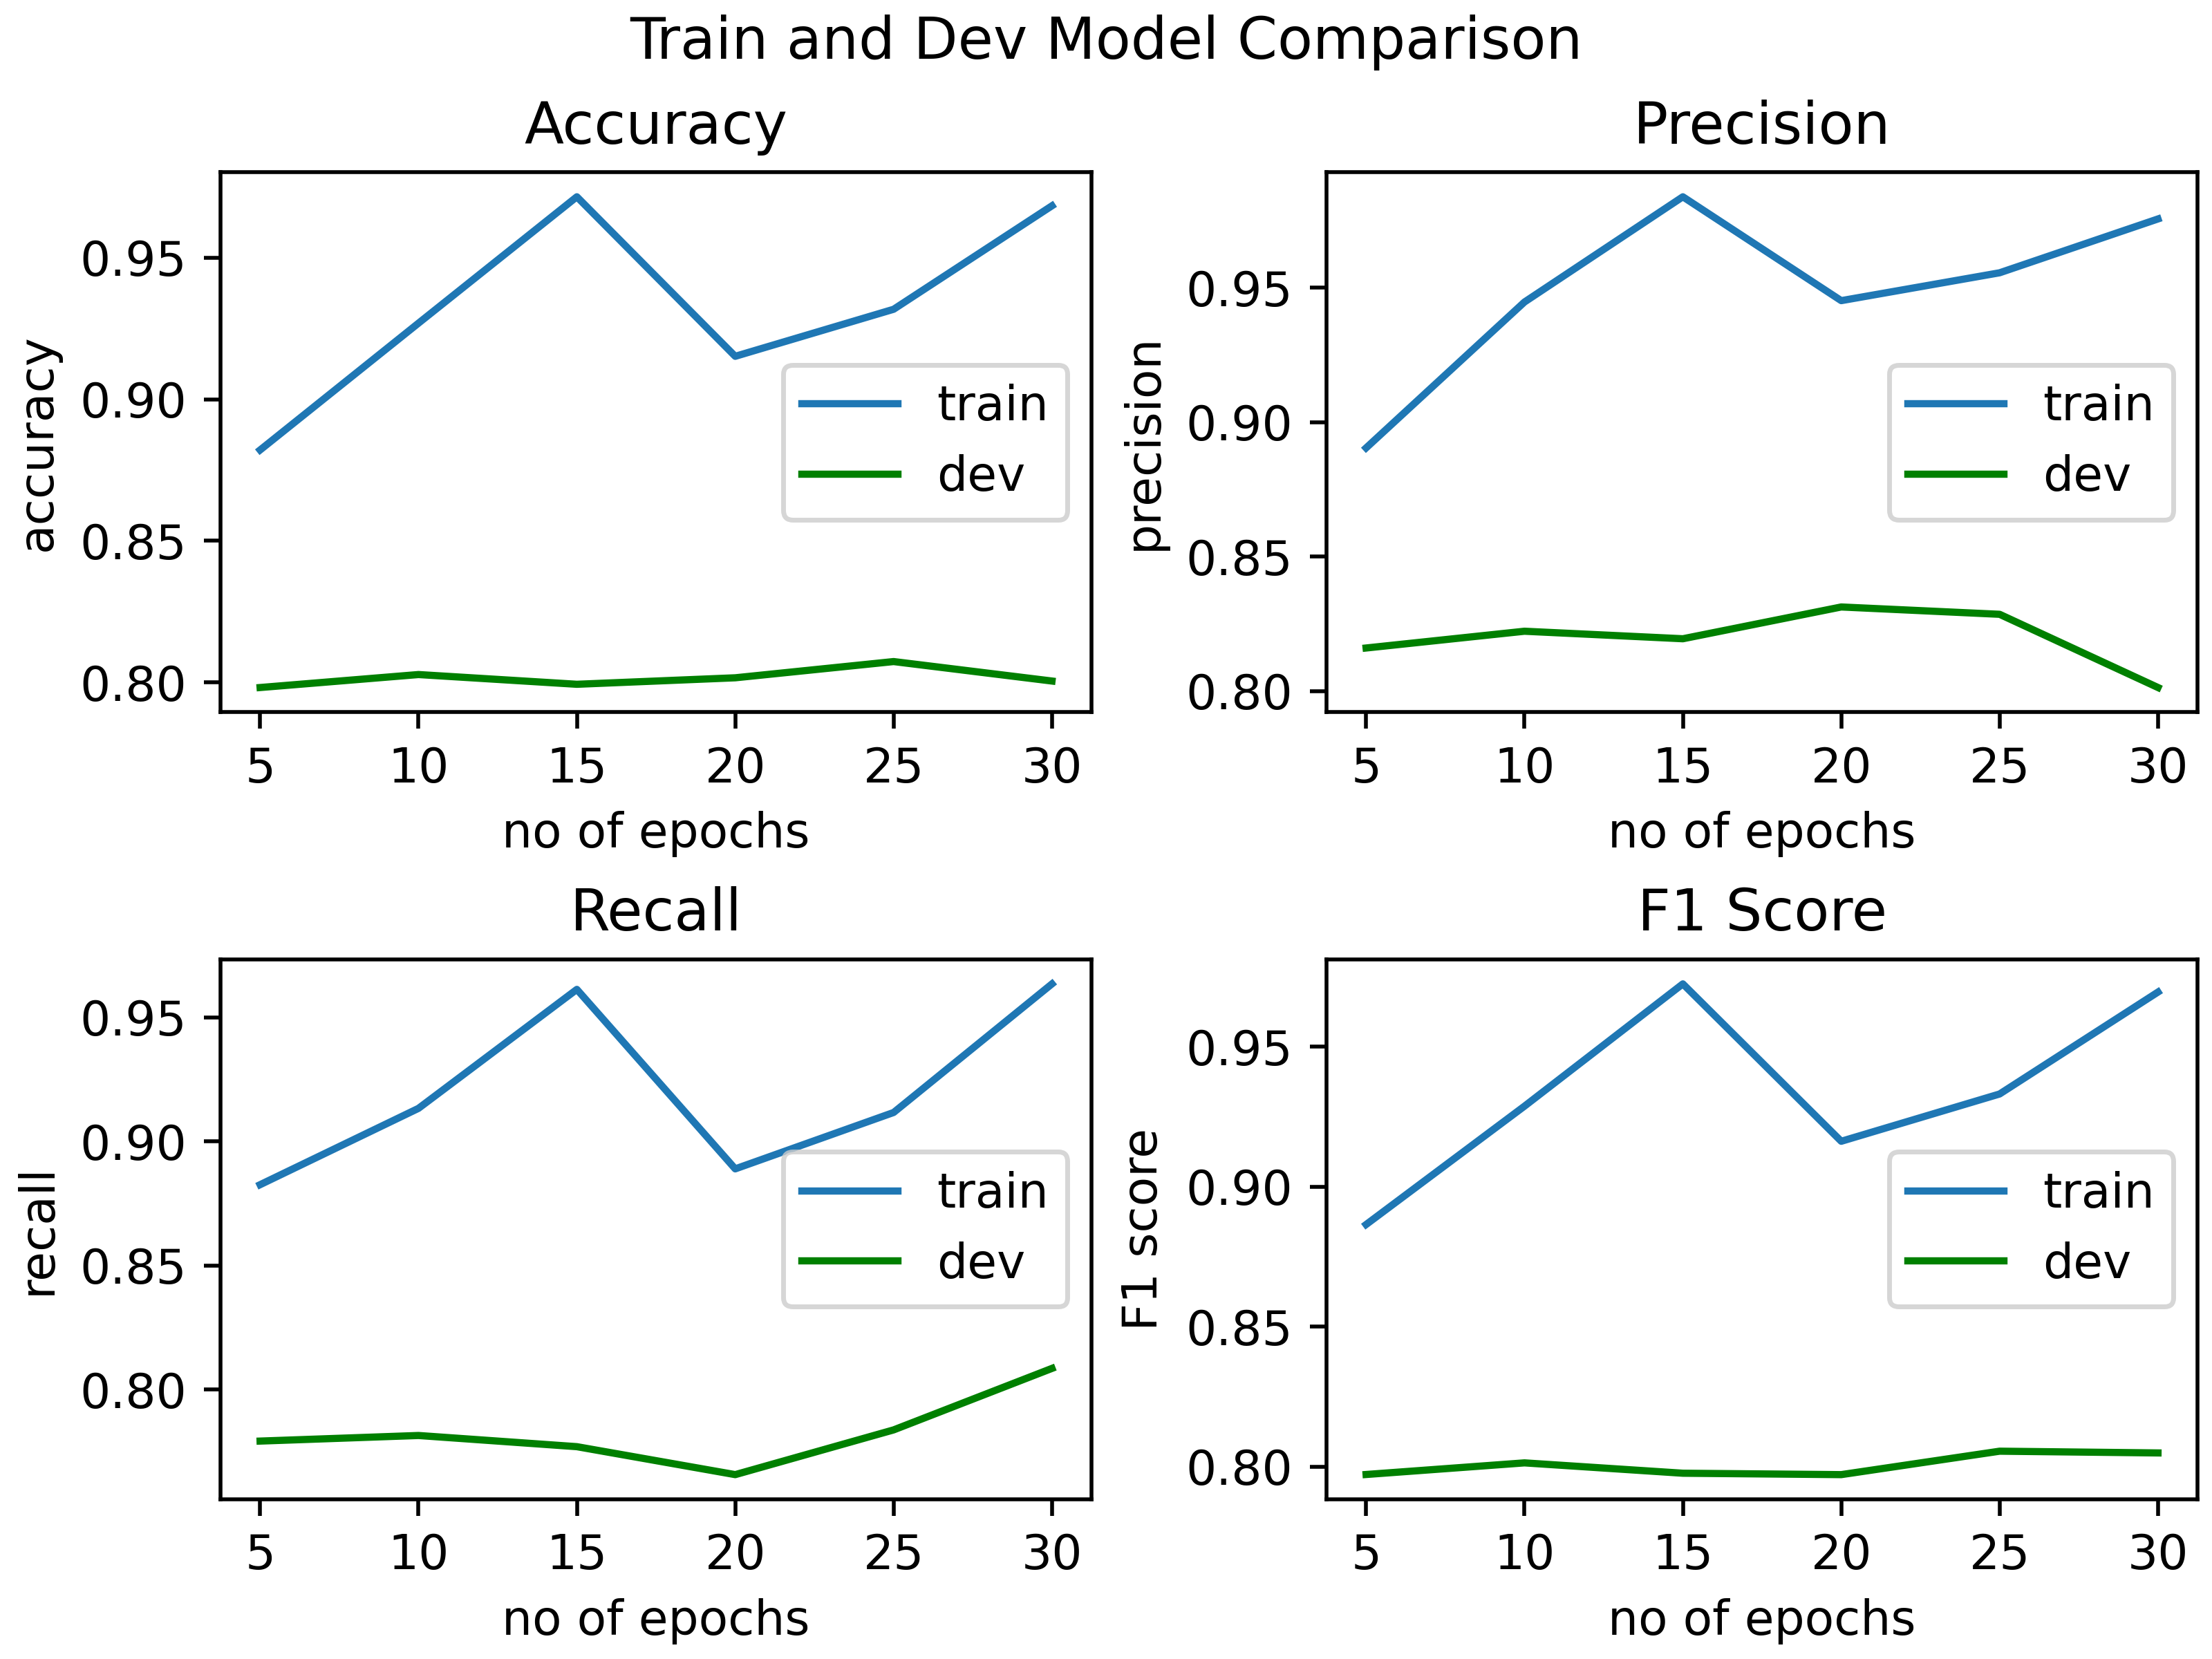 Train and Dev Model Comparison
Accuracy
accuracy
0.95
0.90
0.85
0.80
train
dev
5 10 15 20 25 30
no of epochs
Precision
precision
0.95
0.90
0.85
0.80
train
dev
5 10 15 20 25 30
no of epochs
Recall
recall
0.95
0.90
0.85
0.80
train
dev
5 10 15 20 25 30
no of epochs
F1 Score
F1 score
0.95
0.90
0.85
0.80
train
dev
5 10 15 20 25 30
no of epochs